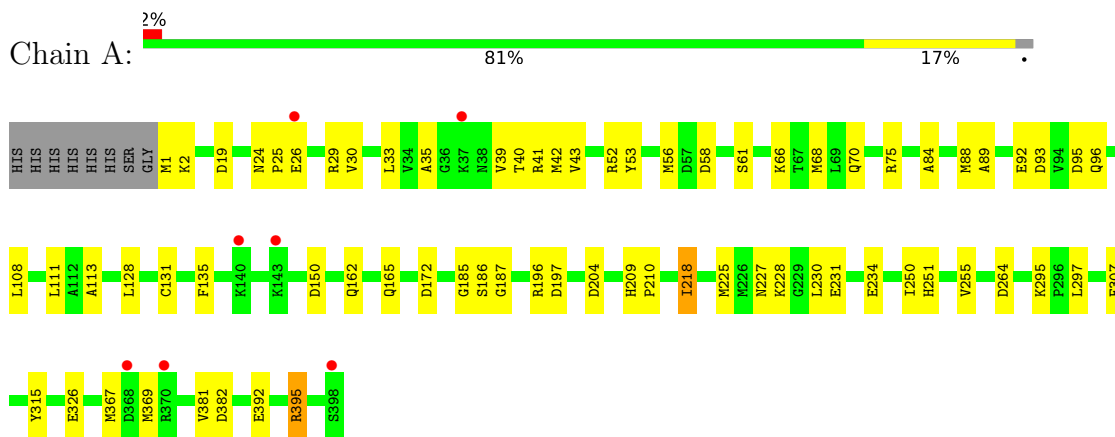 2%
Chain A:
81% 17% •
HIS HIS HIS HIS HIS HIS SER GLY M1 K2 D19 N24 P25 E26 R29 V30 L33 V34 A35 G36 K37 N38 V39 T40 R41 M42 V43 R52 Y53 M56 D57 D58 S61 K66 T67 M68 L69 Q70 R75 A84 M88 A89 E92 D93 V94 D95 Q96
L108 L111 A112 A113 L128 C131 F135 K140 K143 D150 Q162 Q165 D172 G185 S186 G187 R196 D197 D204 H209 P210 I218 M225 M226 N227 K228 G229 L230 E231 E234 I250 H251 V255 D264 K295 P296 L297
Y315 E326 M367 D368 M369 R370 V381 D382 E392 R395 S398